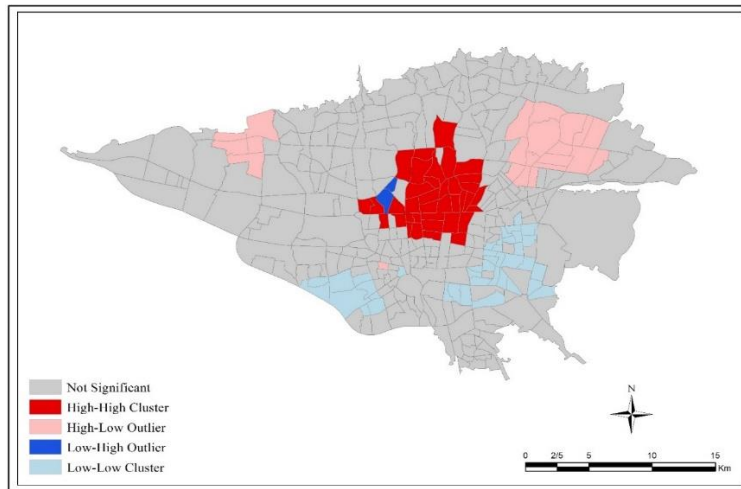 Not Significant
High-High Cluster
High-Low Outlier
Low-High Outlier
Low-Low Cluster
N
0 2/5 5 10 15
Km